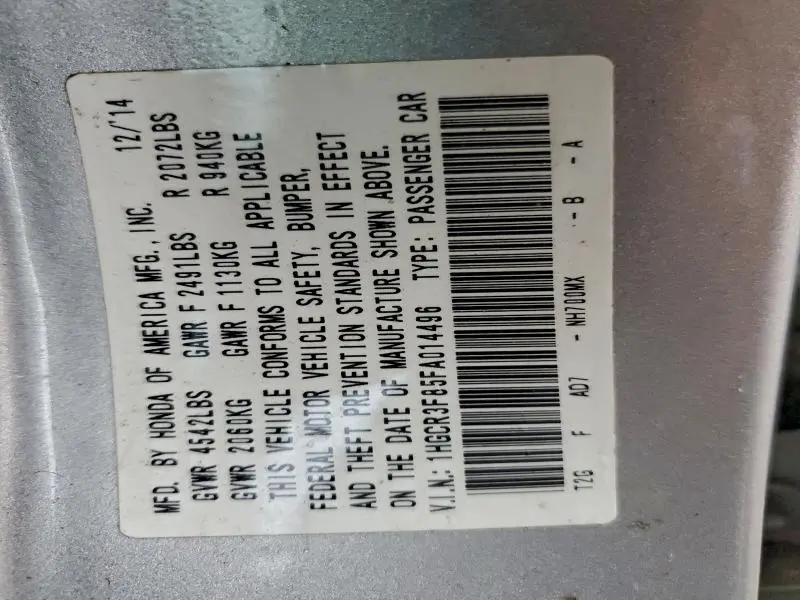 MFD. BY HONDA OF AMERICA MFG., INC. 12/'14
GVWR 4542LBS GAWR F 2491LBS R 2072LBS
GVWR 2060KG GAWR F 1130KG R 940KG
THIS VEHICLE CONFORMS TO ALL APPLICABLE
FEDERAL MOTOR VEHICLE SAFETY, BUMPER,
AND THEFT PREVENTION STANDARDS IN EFFECT
ON THE DATE OF MANUFACTURE SHOWN ABOVE.
V.I.N.: 1HGCR3F85FA014496 TYPE: PASSENGER CAR
T2G F AD7 - NH700MX - B - A